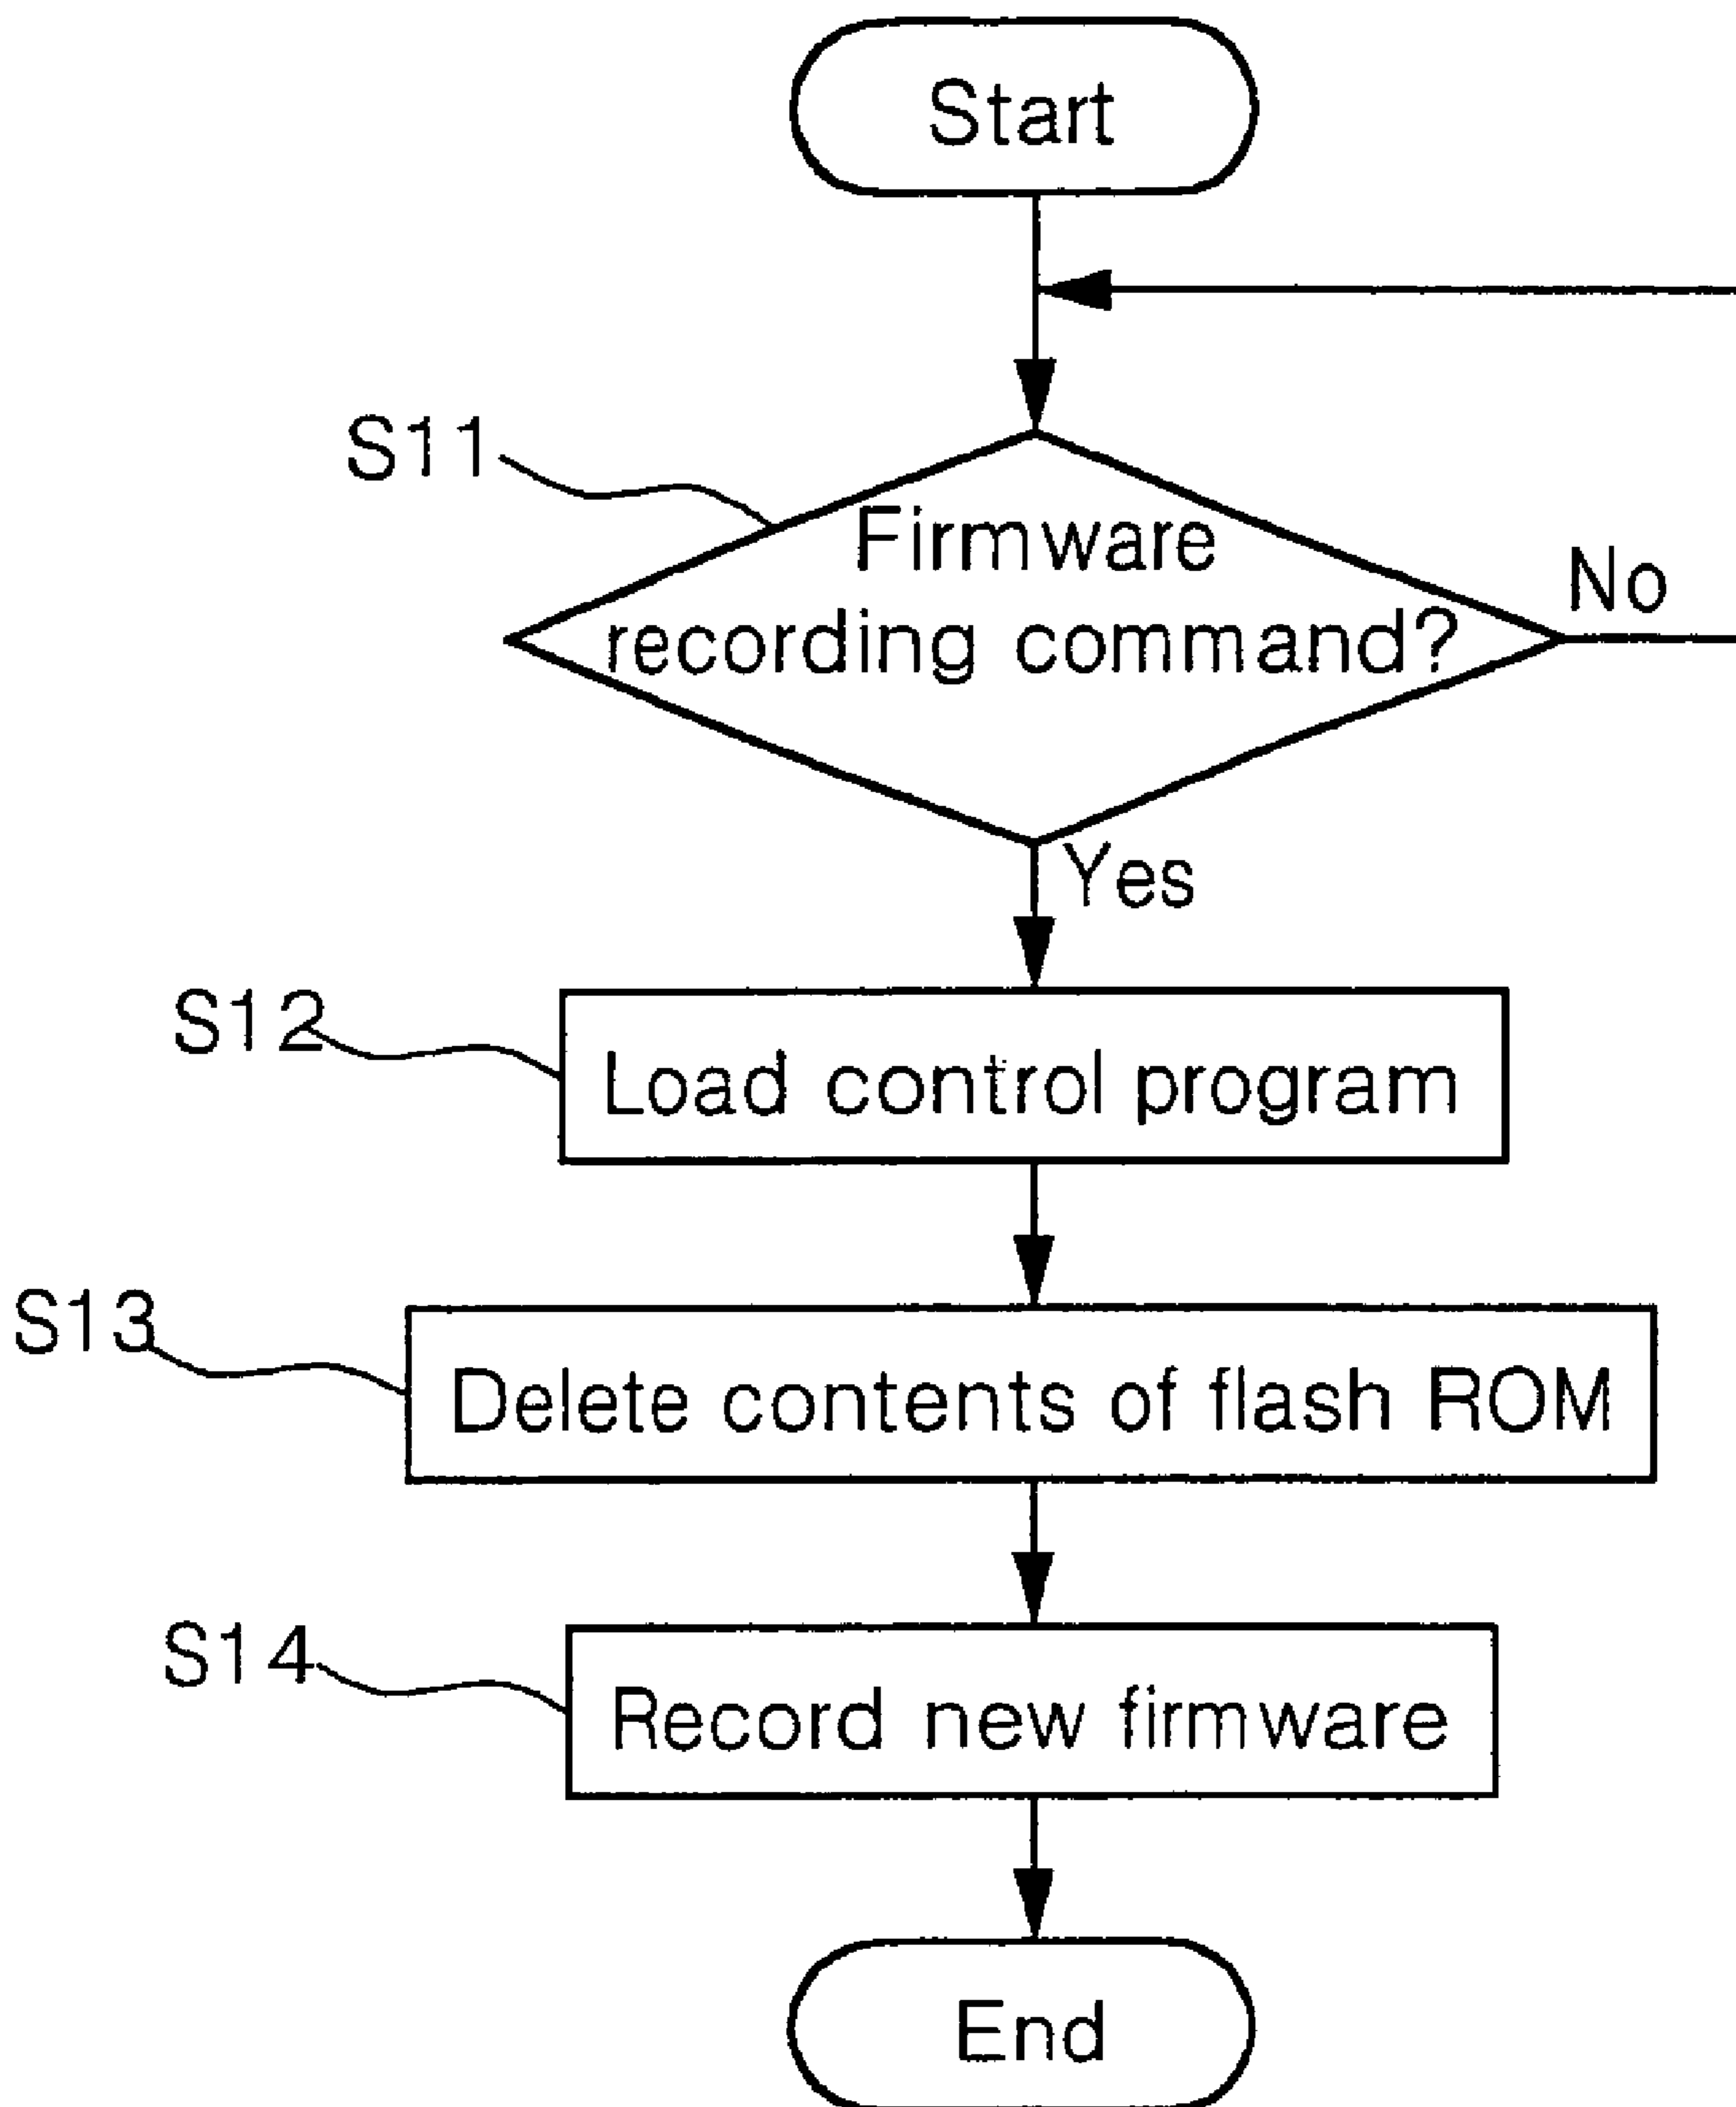 Start
S11
Firmware
recording command?
No
Yes
S12
Load control program
S13
Delete contents of flash ROM
S14
Record new firmware
End